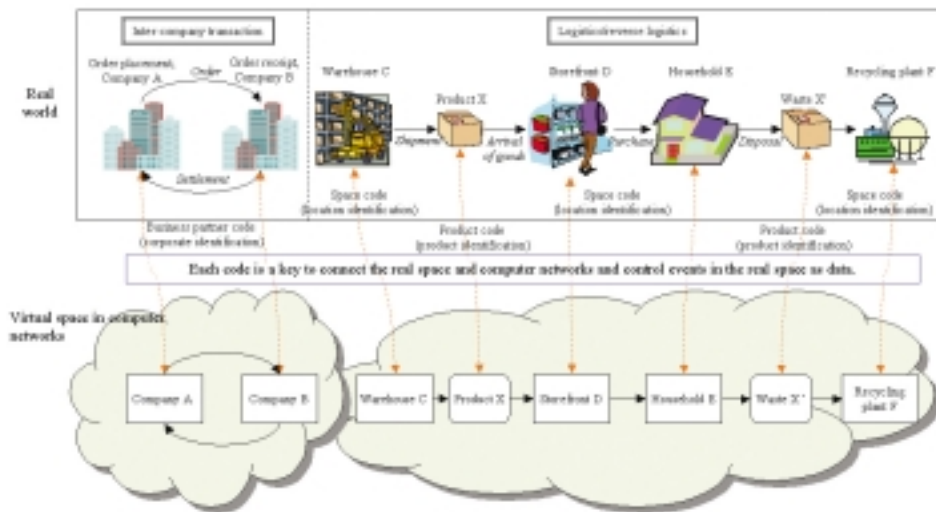 Inter company transaction
Logistics/reverse logistics
Order placement,
Company A
Order
Order receipt,
Company B
Warehouse C
Product X
Storefront D
Household E
Waste X'
Recycling plant F
Real
world
Shipment
Arrival
of goods
Purchase
Disposal
Settlement
Space code
(location identification)
Space code
(location identification)
Space code
(location identification)
Business partner code
(corporate identification)
Product code
(product identification)
Product code
(product identification)
Each code is a key to connect the real space and computer networks and control events in the real space as data.
Virtual space in computer
networks
Company A
Company B
Warehouse C
Product X
Storefront D
Household E
Waste X'
Recycling
plant F